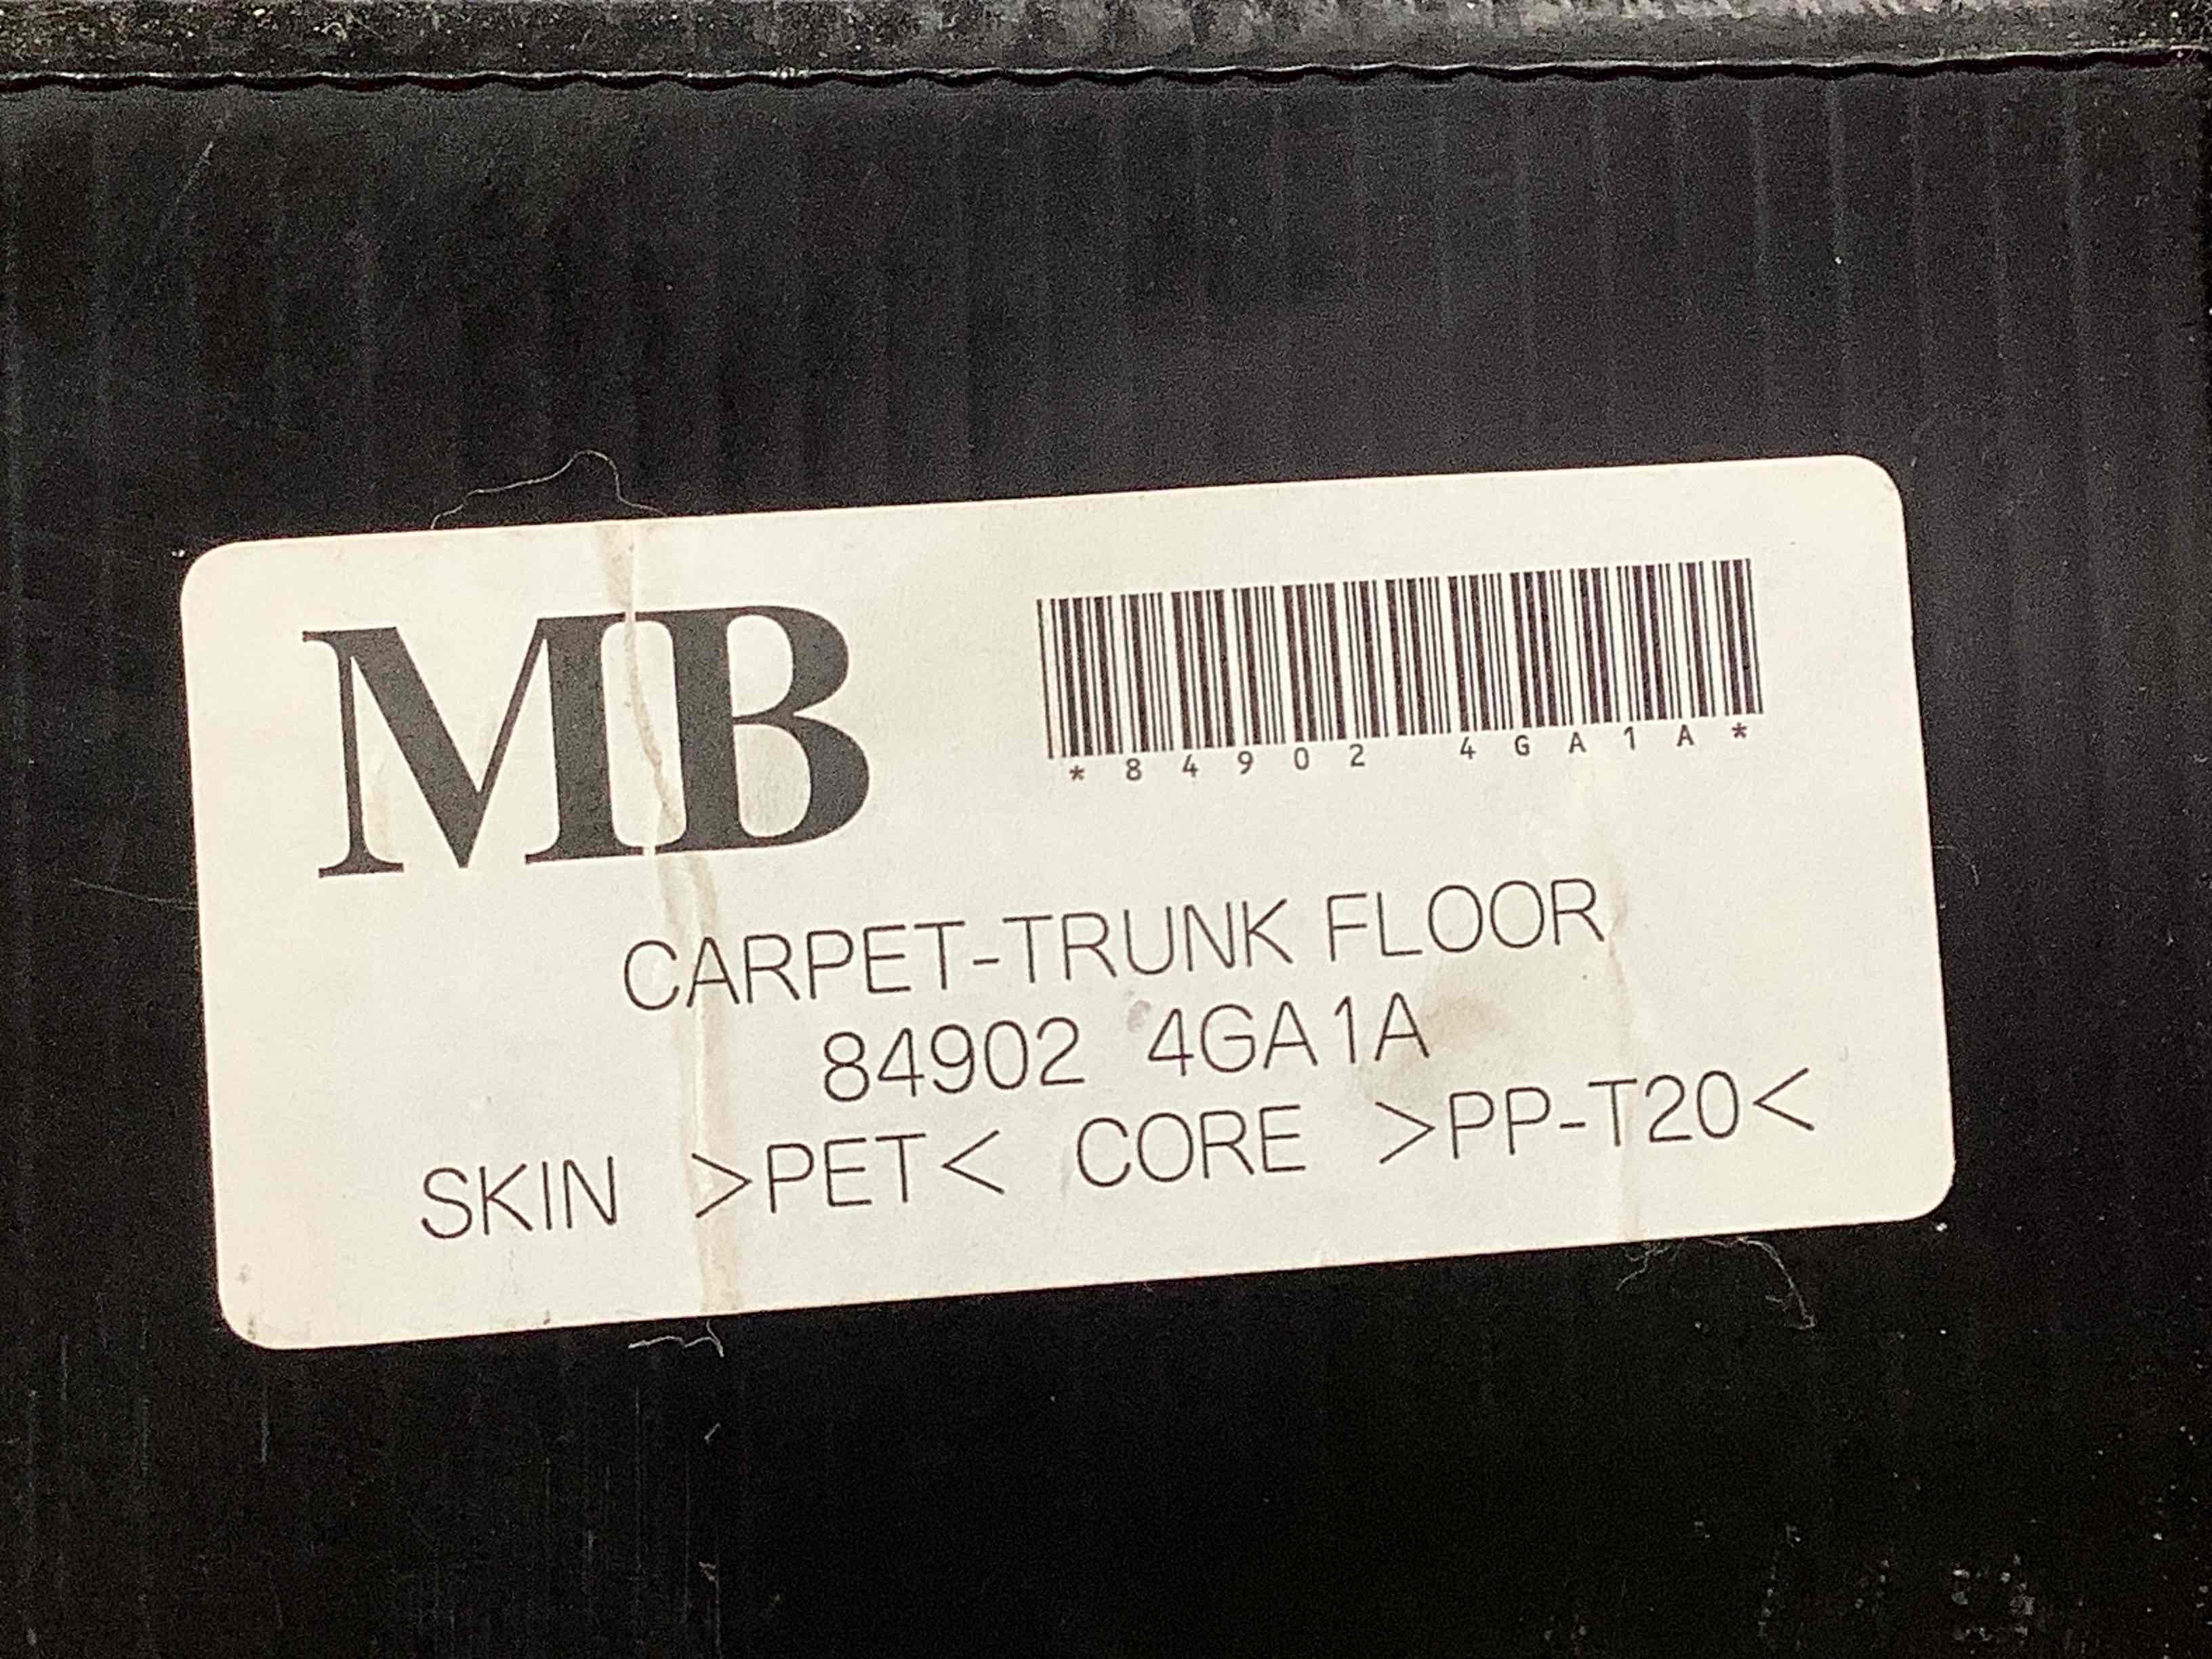 MB
*84902 4GA1A*
CARPET-TRUNK FLOOR
84902 4GA1A
SKIN >PET< CORE >PP-T20<